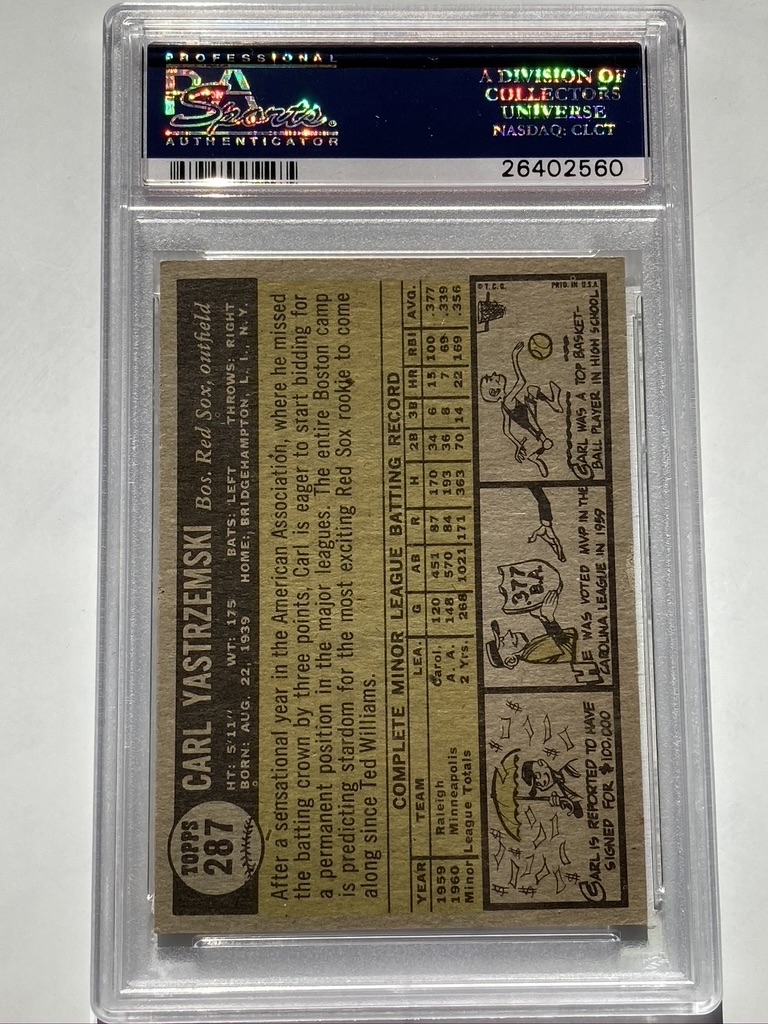 PROFESSIONAL
PSA
Sports.
AUTHENTICATOR
A DIVISION OF
COLLECTORS
UNIVERSE
NASDAQ: CLCT
26402560
TOPPS
287
CARL YASTRZEMSKI Bos. Red Sox, outfield
HT: 5'11" WT: 175 BATS: LEFT THROWS: RIGHT
BORN: AUG. 22, 1939 HOME: BRIDGEHAMPTON, L. I., N. Y.
After a sensational year in the American Association, where he missed
the batting crown by three points, Carl is eager to start bidding for
a permanent position in the major leagues. The entire Boston camp
is predicting stardom for the most exciting Red Sox rookie to come
along since Ted Williams.
COMPLETE MINOR LEAGUE BATTING RECORD
YEAR TEAM LEA. G AB R H 2B 3B HR RBI AVG.
1959 Raleigh Carol. 120 451 87 170 34 6 15 100 .377
1960 Minneapolis A. A. 148 570 84 193 36 8 7 69 .339
Minor League Totals 2 Yrs. 268 1021 171 363 70 14 22 169 .356
CARL IS REPORTED TO HAVE
SIGNED FOR $100,000
.377
B.A.
HE WAS VOTED MVP IN THE
CAROLINA LEAGUE IN 1959
© T. C. G. PRTD. IN U.S.A.
CARL WAS A TOP BASKET-
BALL PLAYER IN HIGH SCHOOL